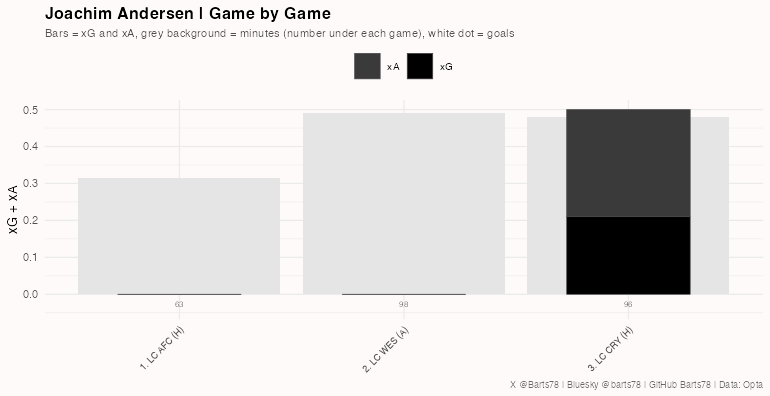 Joachim Andersen | Game by Game
Bars = xG and xA, grey background = minutes (number under each game), white dot = goals
xA xG
xG + xA
0.5
0.4
0.3
0.2
0.1
0.0
63 98 96
1. LC AFC (H) 2. LC WES (A) 3. LC CRY (H)
X @Barts78 | Bluesky @barts78 | GitHub Barts78 | Data: Opta